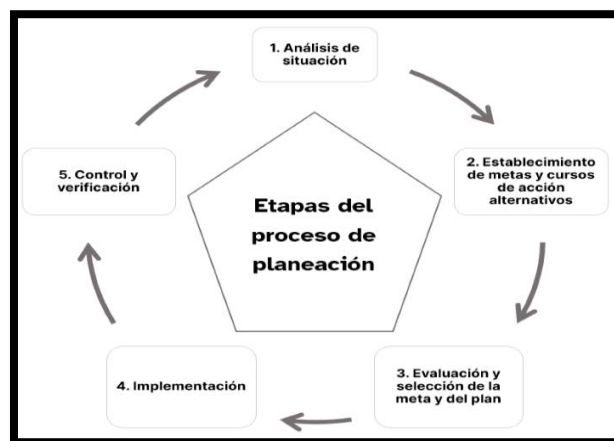 1. Análisis de
situación
2. Establecimiento
de metas y cursos
de acción
alternativos
3. Evaluación y
selección de la
meta y del plan
4. Implementación
5. Control y
verificación
Etapas del
proceso de
planeación